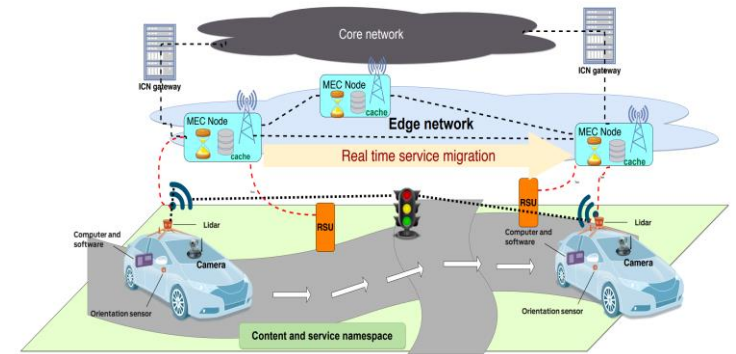 Core network
ICN gateway
ICN gateway
MEC Node
cache
MEC Node
cache
Edge network
MEC Node
cache
Real time service migration
RSU
RSU
Lidar
Computer and
software
Camera
Orientation sensor
Lidar
Computer and
software
Camera
Orientation sensor
Content and service namespace